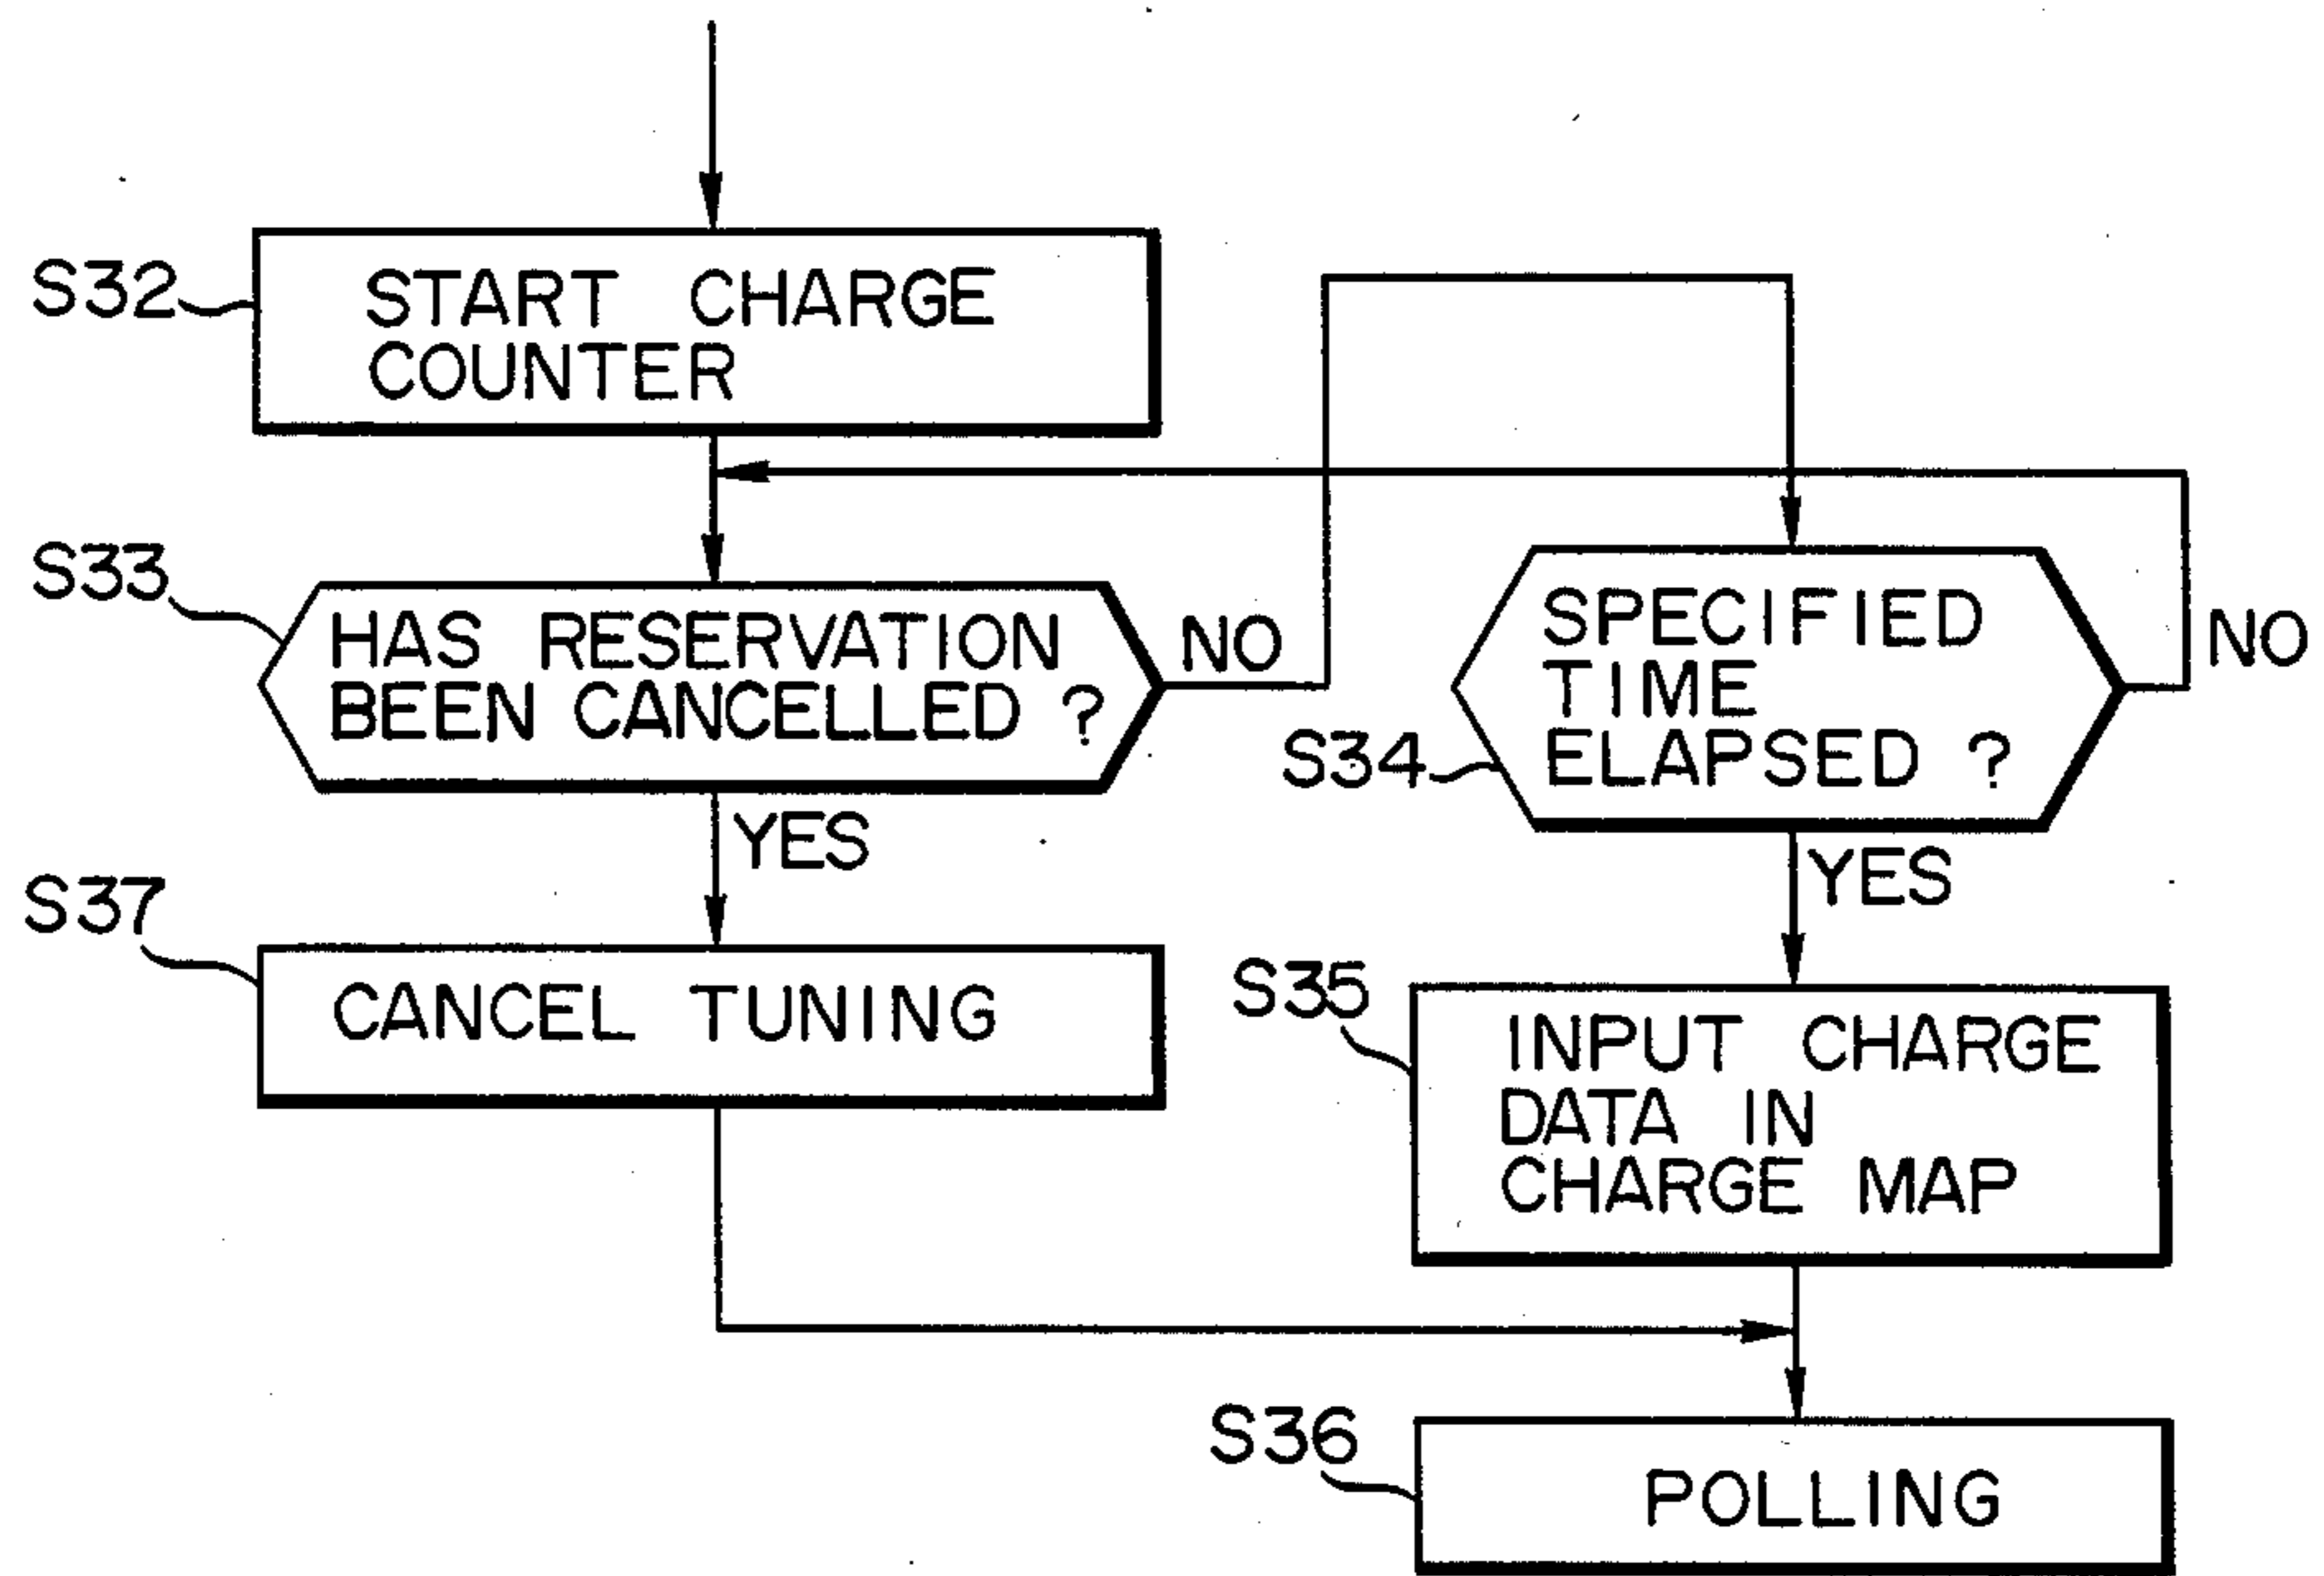 S32
START CHARGE
COUNTER
S33
HAS RESERVATION
BEEN CANCELLED ?
NO
YES
S34
SPECIFIED
TIME
ELAPSED ?
NO
YES
S37
CANCEL TUNING
S35
INPUT CHARGE
DATA IN
CHARGE MAP
S36
POLLING